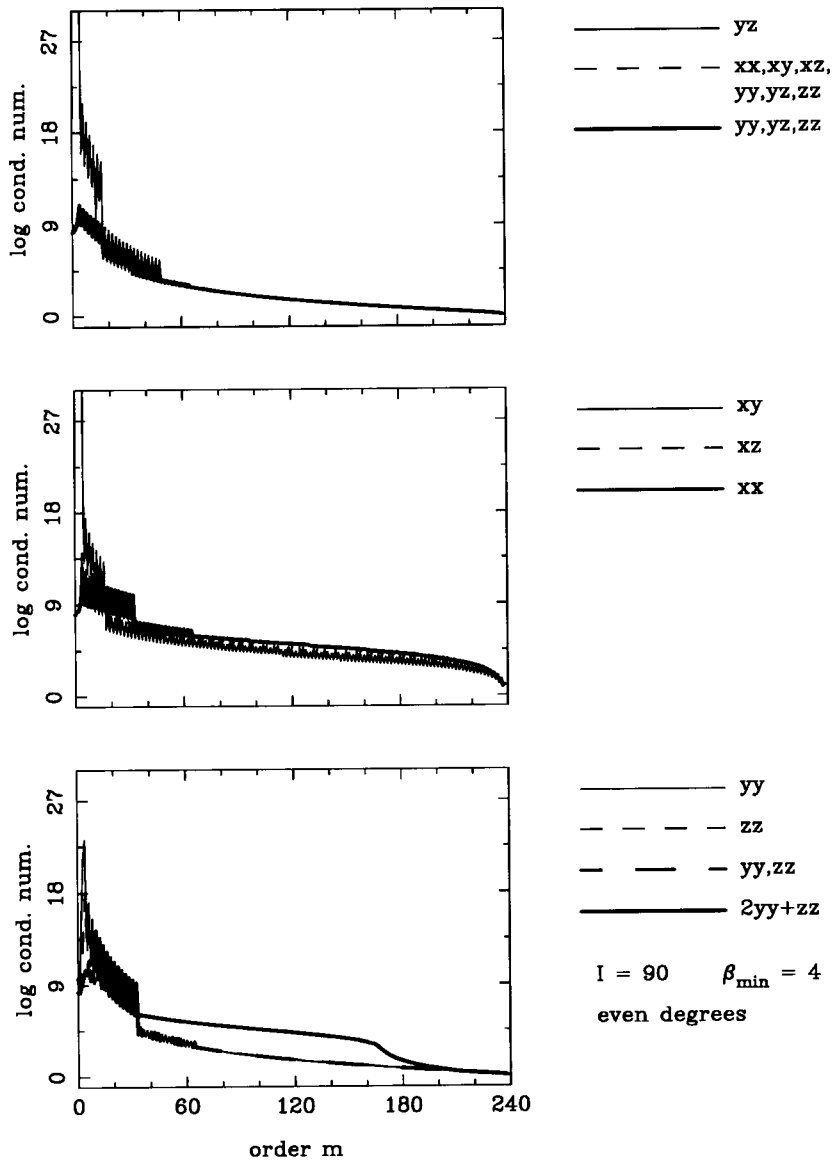 27
18
9
0
log cond. num.
yz
xx,xy,xz,
yy,yz,zz
yy,yz,zz
27
18
9
0
log cond. num.
xy
xz
xx
27
18
9
0
log cond. num.
0 60 120 180 240
order m
yy
zz
yy,zz
2yy+zz
I = 90 β_min = 4
even degrees